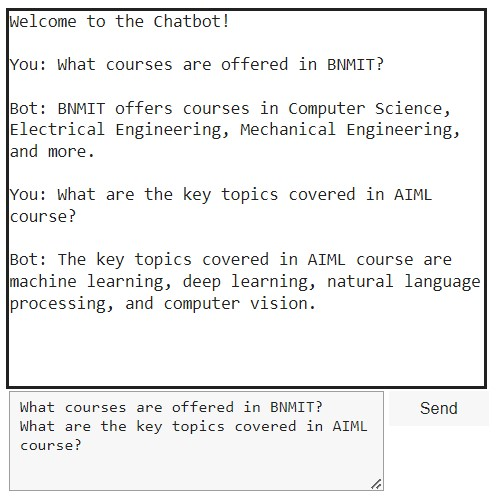 Welcome to the Chatbot!
You: What courses are offered in BNMIT?
Bot: BNMIT offers courses in Computer Science,
Electrical Engineering, Mechanical Engineering,
and more.
You: What are the key topics covered in AIML
course?
Bot: The key topics covered in AIML course are
machine learning, deep learning, natural language
processing, and computer vision.
What courses are offered in BNMIT?
What are the key topics covered in AIML
course?
Send